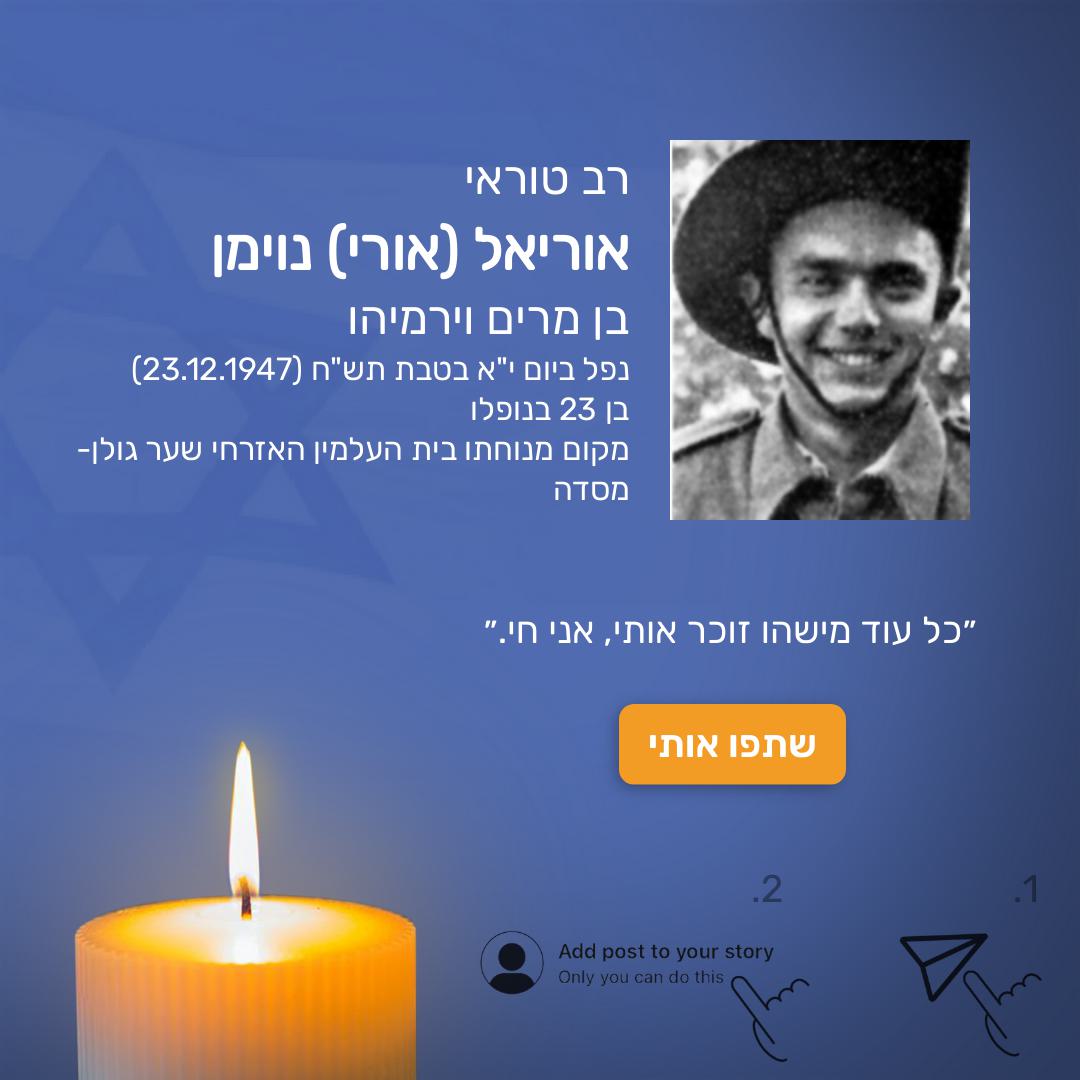 רב טוראי
אוריאל (אורי) נוימן
בן מרים וירמיהו
נפל ביום י"א בטבת תש"ח (23.12.1947)
בן 23 בנופלו
מקום מנוחתו בית העלמין האזרחי שער גולן-
מסדה
״כל עוד מישהו זוכר אותי, אני חי.״
שתפו אותי
.1
.2
Add post to your story
Only you can do this